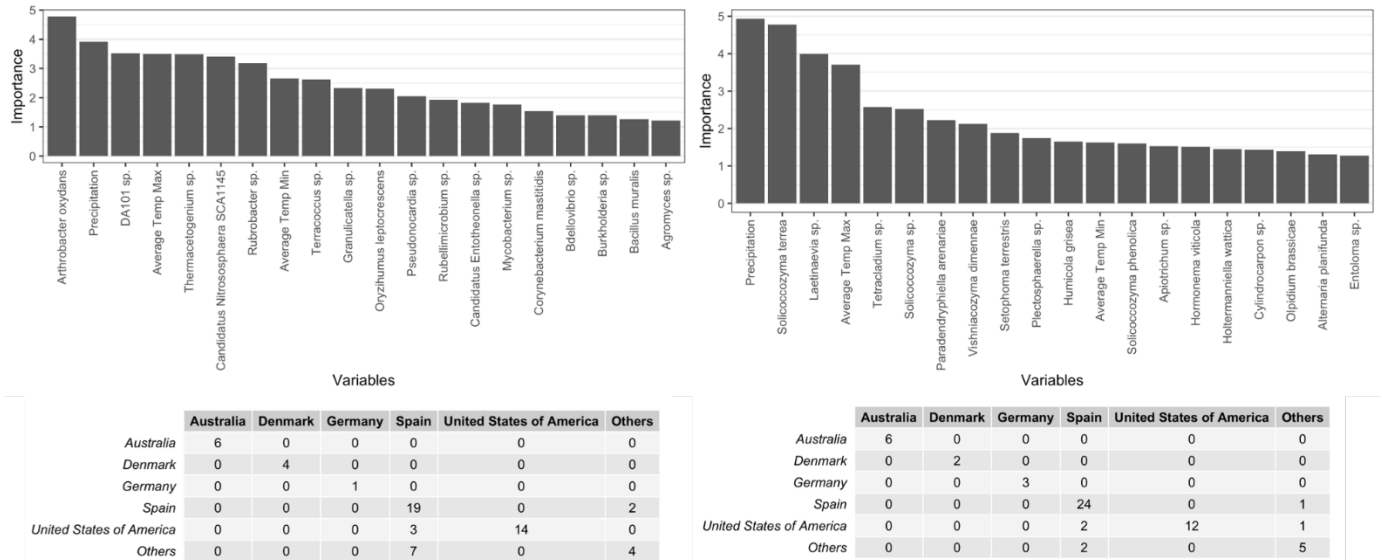 Importance
5
4
3
2
1
0
Arthrobacter oxydans
Precipitation
DA101 sp.
Average Temp Max
Thermacetogenium sp.
Candidatus Nitrososphaera SCA1145
Rubrobacter sp.
Average Temp Min
Terracoccus sp.
Granulicatella sp.
Oryzihumus leptocrescens
Pseudonocardia sp.
Rubellimicrobium sp.
Candidatus Entotheonella sp.
Mycobacterium sp.
Corynebacterium mastitidis
Bdellovibrio sp.
Burkholderia sp.
Bacillus muralis
Agromyces sp.
Variables
Australia Denmark Germany Spain United States of America Others
Australia 6 0 0 0 0 0
Denmark 0 4 0 0 0 0
Germany 0 0 1 0 0 0
Spain 0 0 0 19 0 2
United States of America 0 0 0 3 14 0
Others 0 0 0 7 0 4
Importance
5
4
3
2
1
0
Precipitation
Solicoccozyma terrea
Laetinaevia sp.
Average Temp Max
Tetracladium sp.
Solicoccozyma sp.
Paradendryphiella arenariae
Vishniacozyma dimennae
Setophoma terrestris
Plectosphaerella sp.
Humicola grisea
Average Temp Min
Solicoccozyma phenolica
Apiotrichum sp.
Hormonema viticola
Holtermanniella wattica
Cylindrocarpon sp.
Olpidium brassicae
Alternaria planifunda
Entoloma sp.
Variables
Australia Denmark Germany Spain United States of America Others
Australia 6 0 0 0 0 0
Denmark 0 2 0 0 0 0
Germany 0 0 3 0 0 0
Spain 0 0 0 24 0 1
United States of America 0 0 0 2 12 1
Others 0 0 0 2 0 5